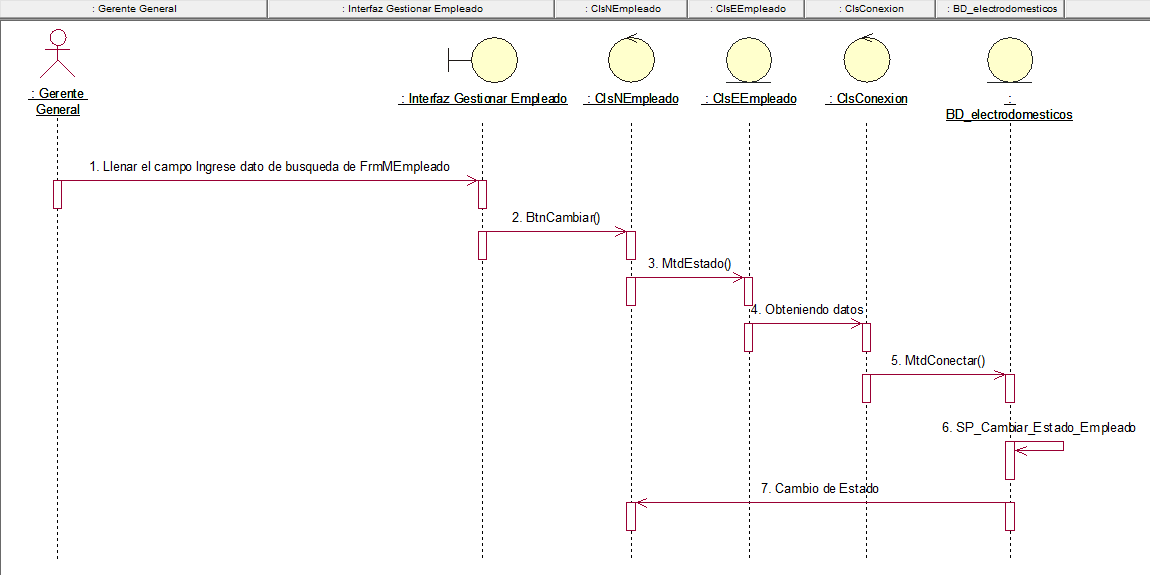 : Gerente General
: Interfaz Gestionar Empleado
: ClsNEmpleado
: ClsEEmpleado
: ClsConexion
: BD_electrodomesticos
: Gerente
General
: Interfaz Gestionar Empleado
: ClsNEmpleado
: ClsEEmpleado
: ClsConexion
:
BD_electrodomesticos
1. Llenar el campo Ingrese dato de busqueda de FrmMEmpleado
2. BtnCambiar()
3. MtdEstado()
4. Obteniendo datos
5. MtdConectar()
6. SP_Cambiar_Estado_Empleado
7. Cambio de Estado